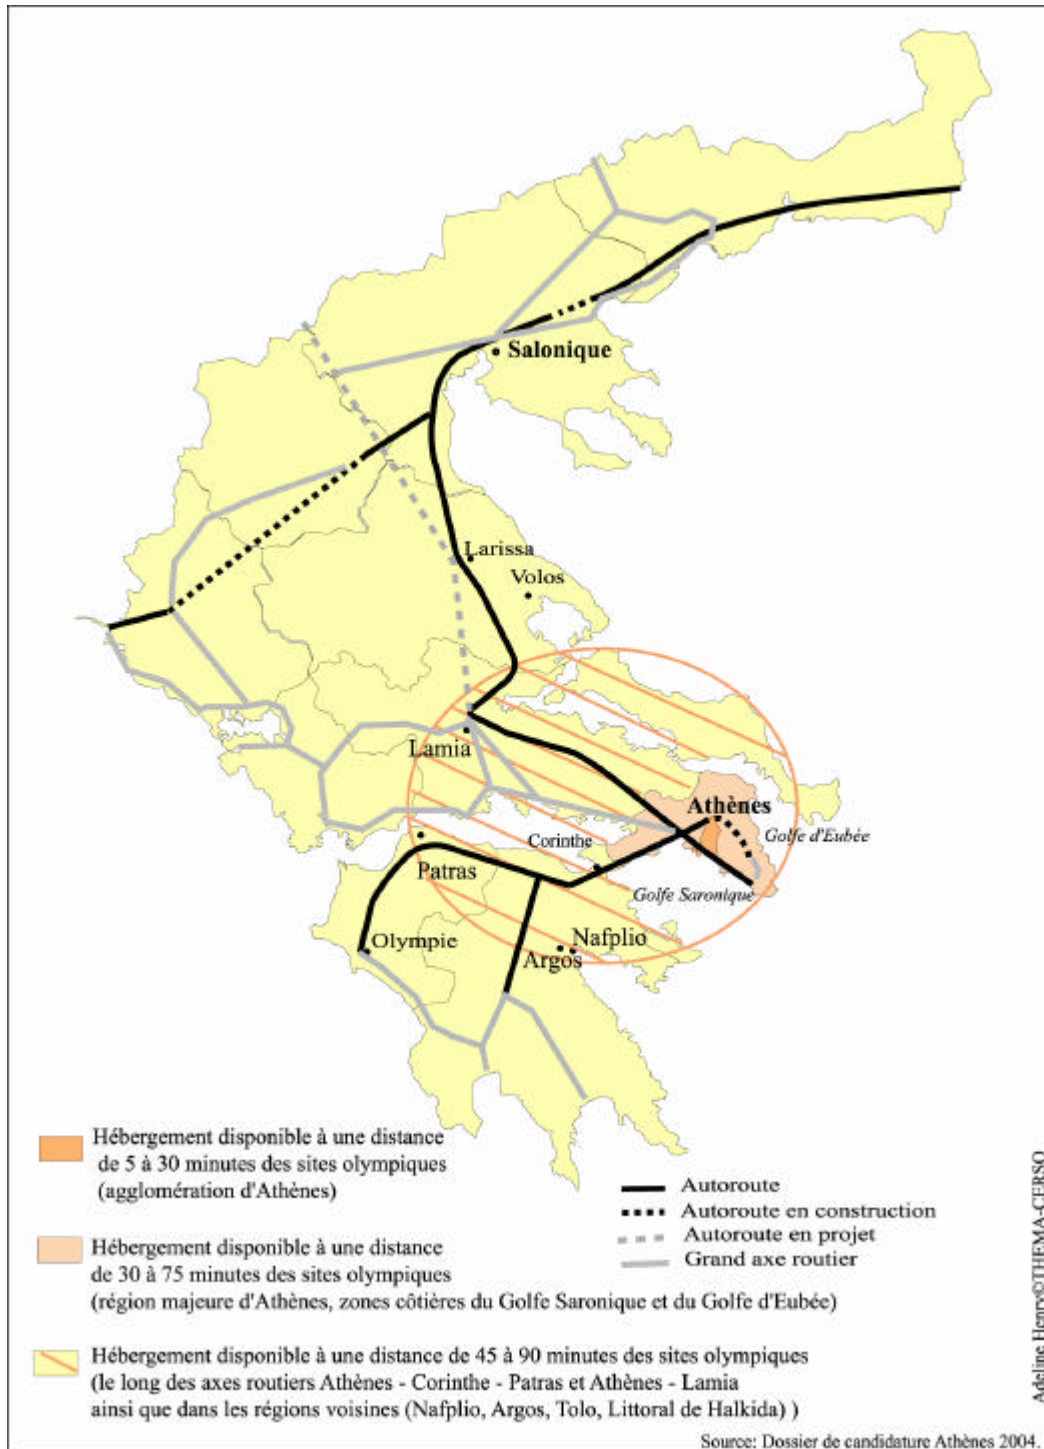 Salonique
Larissa
Volos
Lamia
Athènes
Golfe d'Eubée
Corinthe
Patras
Golfe Saronique
Olympie
Nafplio
Argos
Hébergement disponible à une distance
de 5 à 30 minutes des sites olympiques
(agglomération d'Athènes)
Autoroute
Autoroute en construction
Autoroute en projet
Grand axe routier
Hébergement disponible à une distance
de 30 à 75 minutes des sites olympiques
(région majeure d'Athènes, zones côtières du Golfe Saronique et du Golfe d'Eubée)
Hébergement disponible à une distance de 45 à 90 minutes des sites olympiques
(le long des axes routiers Athènes - Corinthe - Patras et Athènes - Lamia
ainsi que dans les régions voisines (Nafplio, Argos, Tolo, Littoral de Halkida) )
Adeline Henry©THEMA-CERSO
Source: Dossier de candidature Athènes 2004.